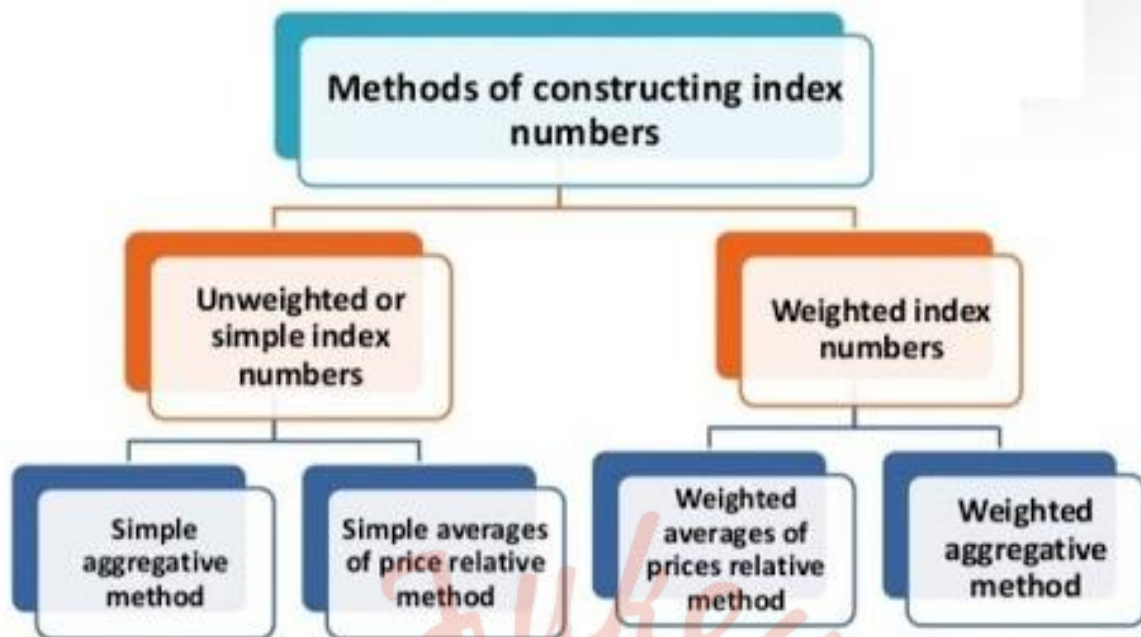 Methods of constructing index
numbers
Unweighted or
simple index
numbers
Weighted index
numbers
Simple
aggregative
method
Simple averages
of price relative
method
Weighted
averages of
prices relative
method
Weighted
aggregative
method